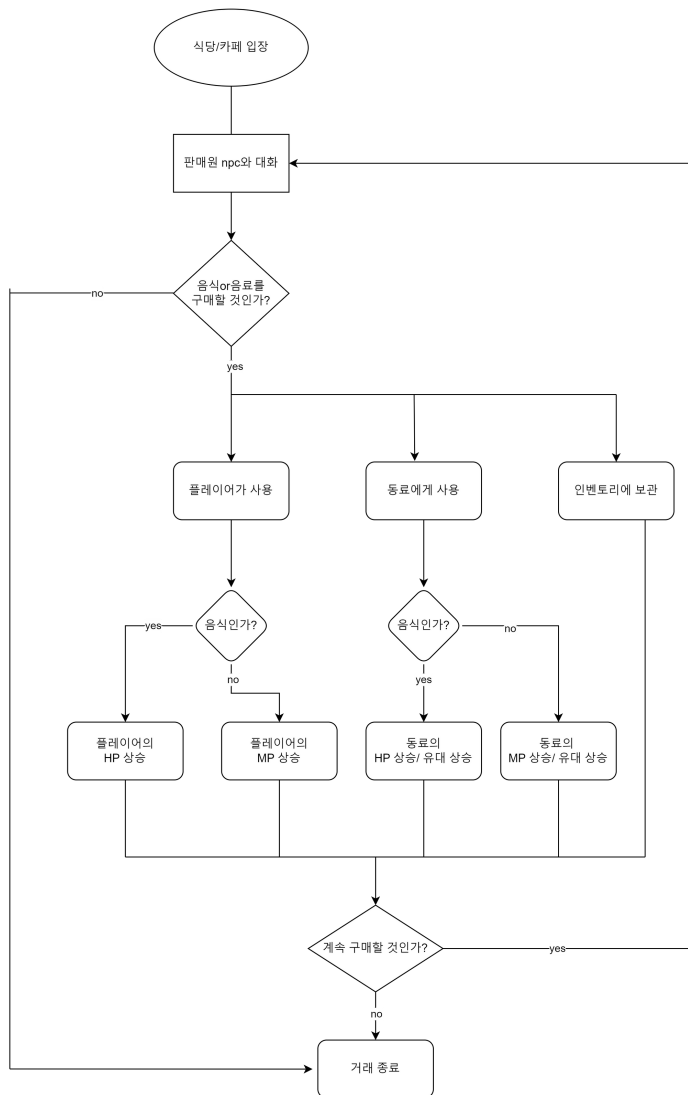 식당/카페 입장
판매원 npc와 대화
음식or음료를
구매할 것인가?
no
yes
플레이어가 사용
동료에게 사용
인벤토리에 보관
음식인가?
음식인가?
yes
no
no
yes
플레이어의
HP 상승
플레이어의
MP 상승
동료의
HP 상승/ 유대 상승
동료의
MP 상승/ 유대 상승
계속 구매할 것인가?
yes
no
거래 종료